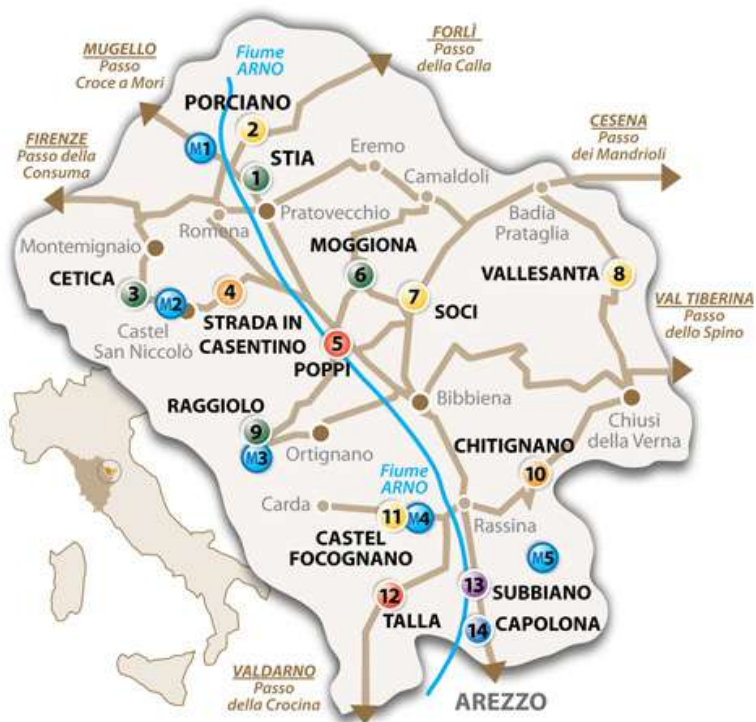 FORLÌ
Passo
della Calla
MUGELLO
Passo
Croce a Mori
Fiume
ARNO
PORCIANO
2
M1
CESENA
Passo
dei Mandrioli
FIRENZE
Passo della
Consuma
STIA
1
Eremo
Camaldoli
Badia
Prataglia
Romena
Pratovecchio
Montemignaio
MOGGIONA
6
VALLESANTA
8
CETICA
3
M2
4
7
SOCI
VAL TIBERINA
Passo
dello Spino
Castel
San Niccolò
STRADA IN
CASENTINO
5
POPPI
RAGGIOLO
9
M3
Ortignano
Bibbiena
Chiusi
della Verna
CHITIGNANO
10
Fiume
ARNO
Carda
11
M4
Rassina
CASTEL
FOCOGNANO
M5
12
TALLA
13
SUBBIANO
14
CAPOLONA
VALDARNO
Passo
della Crocina
AREZZO